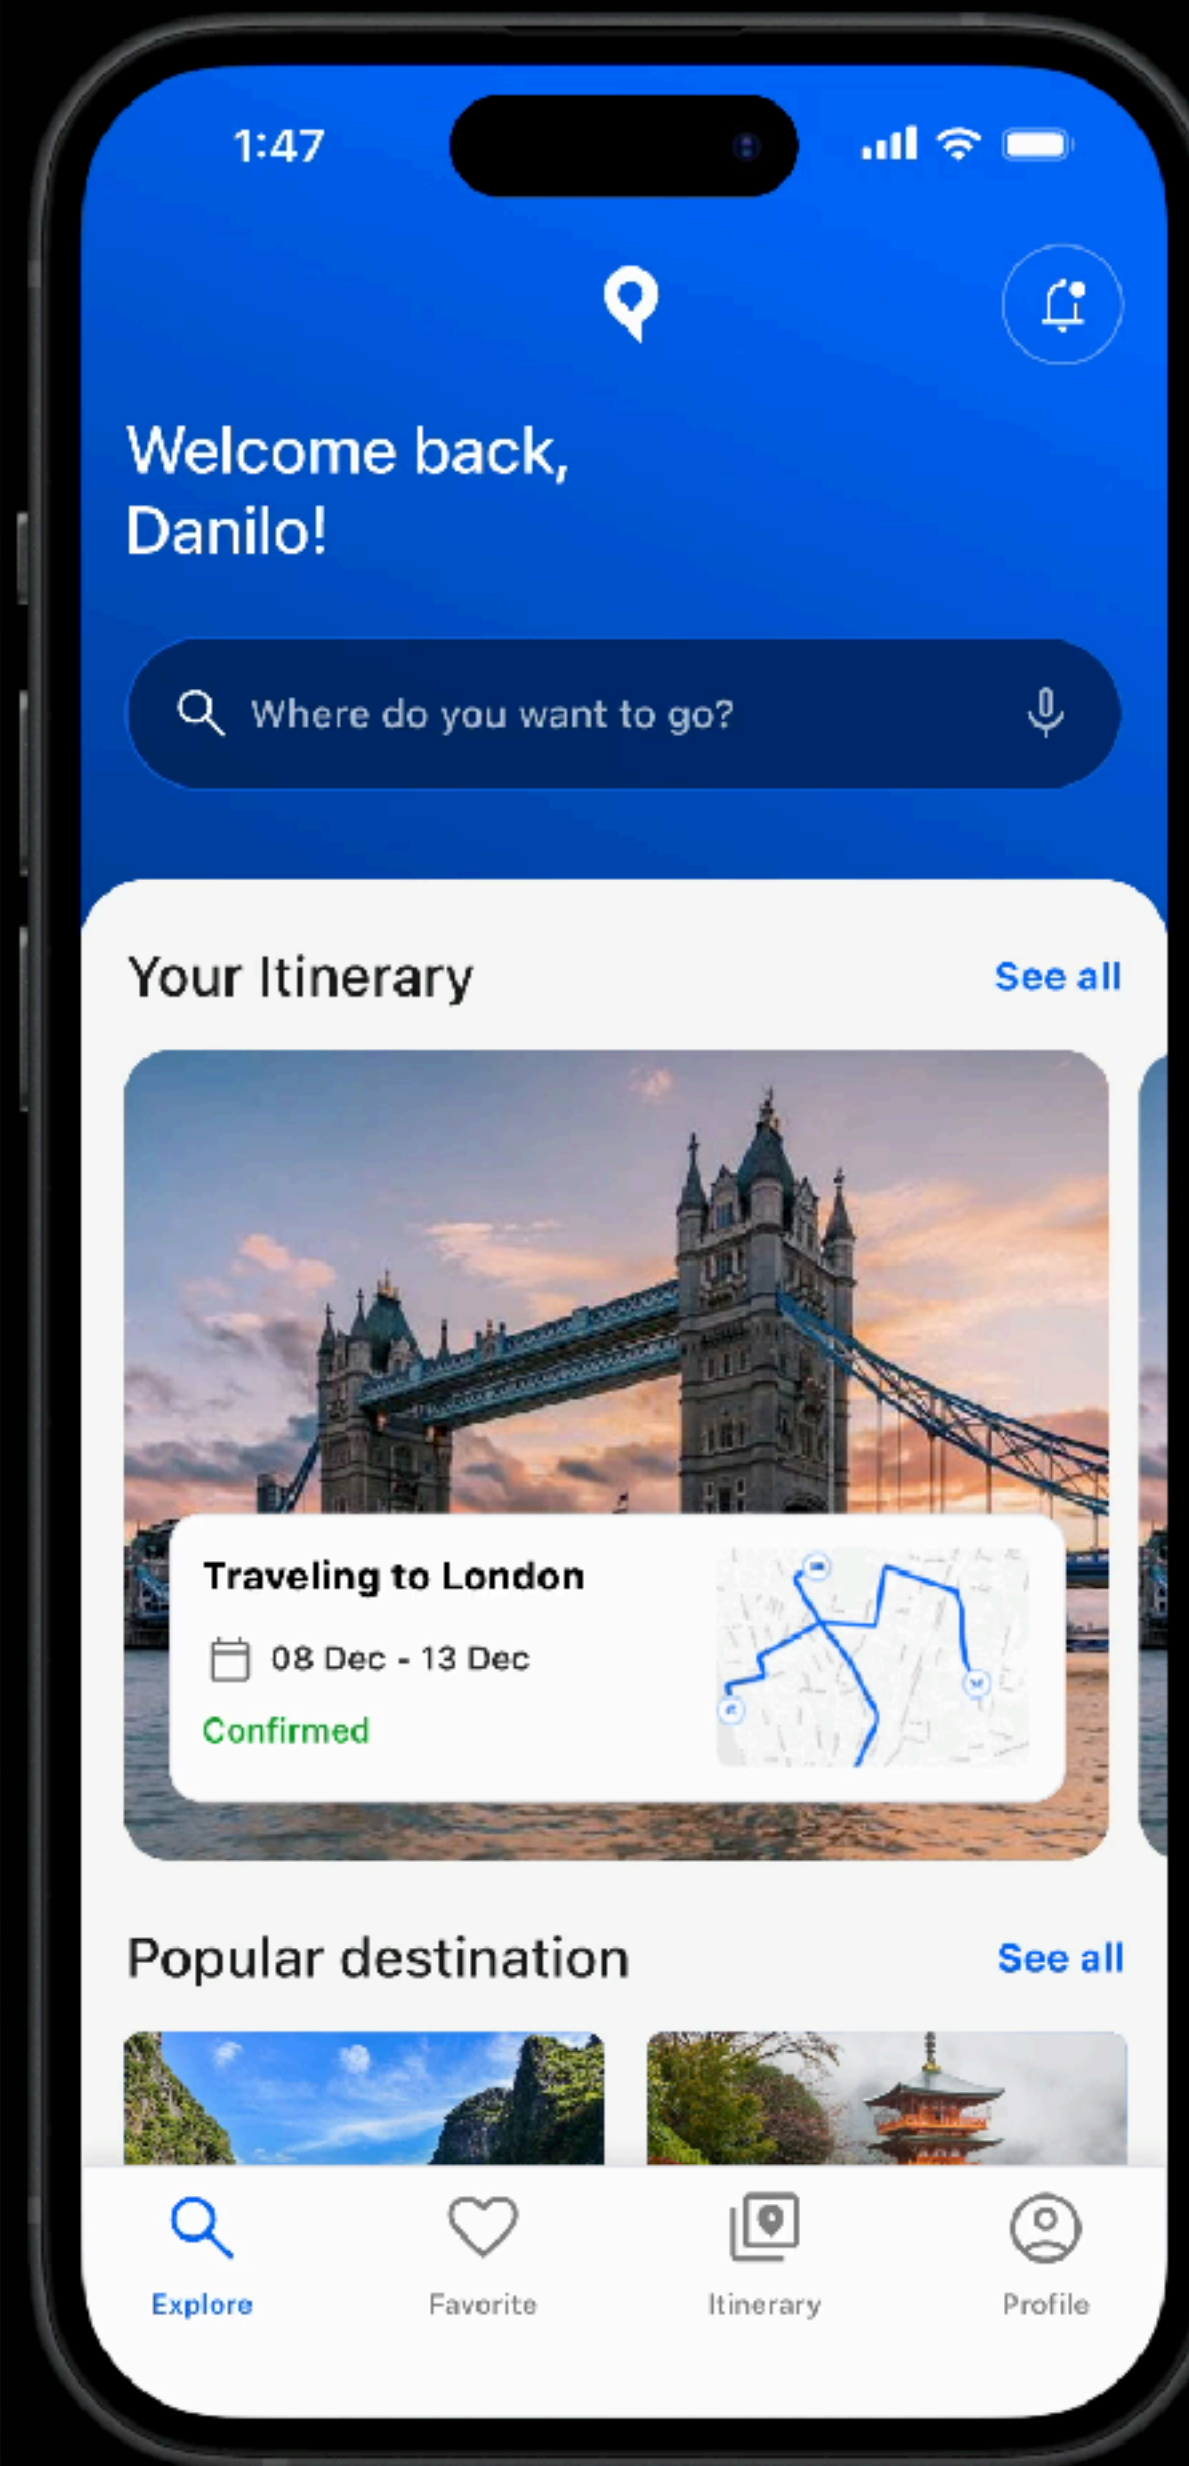 1:47
Welcome back,
Danilo!
Where do you want to go?
Your Itinerary
See all
Traveling to London
08 Dec - 13 Dec
Confirmed
Popular destination
See all
Explore
Favorite
Itinerary
Profile